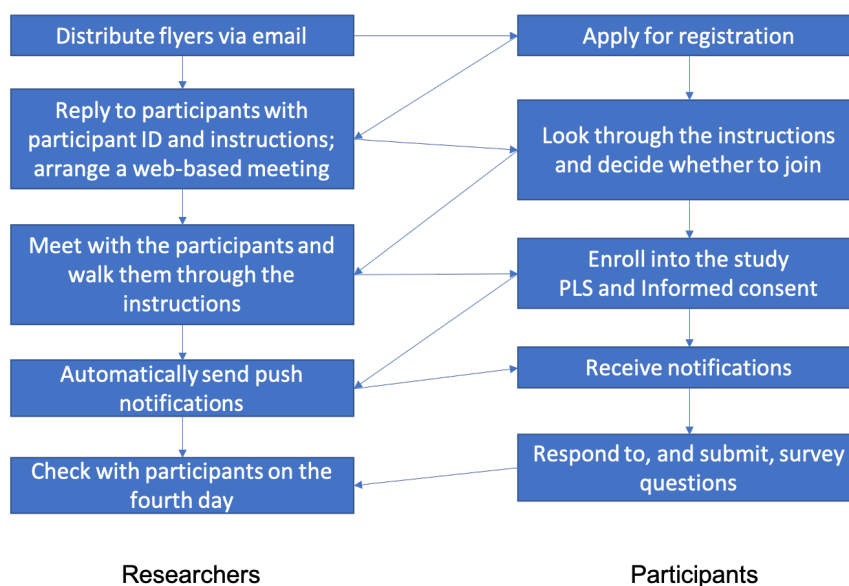 Distribute flyers via email
Apply for registration
Reply to participants with
participant ID and instructions;
arrange a web-based meeting
Look through the instructions
and decide whether to join
Meet with the participants and
walk them through the
instructions
Enroll into the study
PLS and Informed consent
Automatically send push
notifications
Receive notifications
Check with participants on the
fourth day
Respond to, and submit, survey
questions
Researchers
Participants